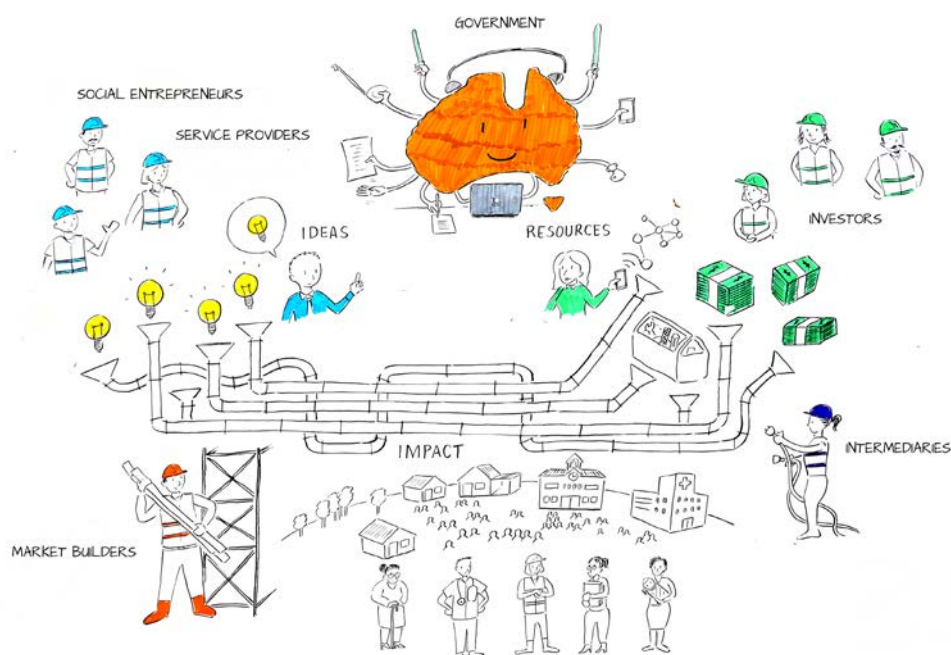 GOVERNMENT
SOCIAL ENTREPRENEURS
SERVICE PROVIDERS
INVESTORS
IDEAS
RESOURCES
INTERMEDIARIES
IMPACT
MARKET BUILDERS